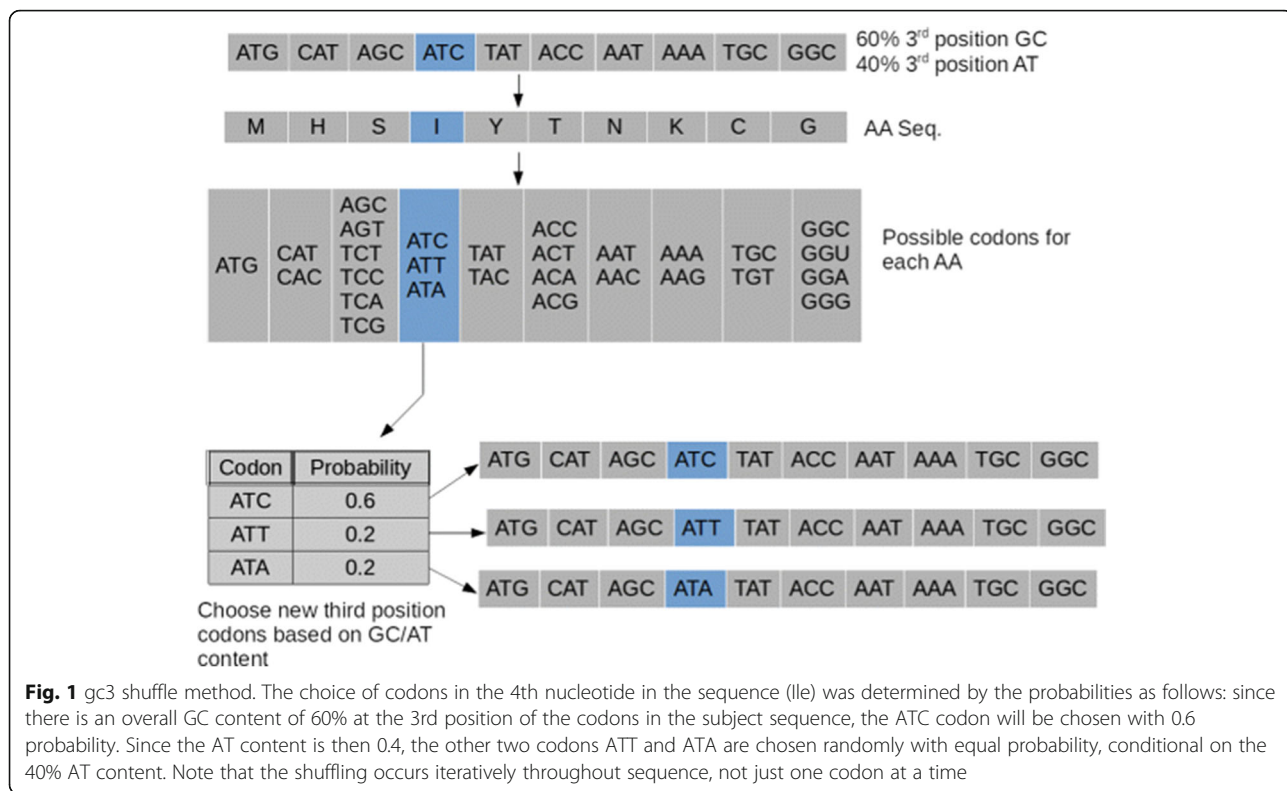 ATG CAT AGC ATC TAT ACC AAT AAA TGC GGC
60% 3rd position GC
40% 3rd position AT
M H S I Y T N K C G
AA Seq.
ATG
CAT
CAC
AGC
AGT
TCT
TCC
TCA
TCG
ATC
ATT
ATA
TAT
TAC
ACC
ACT
ACA
ACG
AAT
AAC
AAA
AAG
TGC
TGT
GGC
GGU
GGA
GGG
Possible codons for
each AA
Codon Probability
ATC 0.6
ATT 0.2
ATA 0.2
Choose new third position
codons based on GC/AT
content
ATG CAT AGC ATC TAT ACC AAT AAA TGC GGC
ATG CAT AGC ATT TAT ACC AAT AAA TGC GGC
ATG CAT AGC ATA TAT ACC AAT AAA TGC GGC
Fig. 1 gc3 shuffle method. The choice of codons in the 4th nucleotide in the sequence (Ile) was determined by the probabilities as follows: since
there is an overall GC content of 60% at the 3rd position of the codons in the subject sequence, the ATC codon will be chosen with 0.6
probability. Since the AT content is then 0.4, the other two codons ATT and ATA are chosen randomly with equal probability, conditional on the
40% AT content. Note that the shuffling occurs iteratively throughout sequence, not just one codon at a time